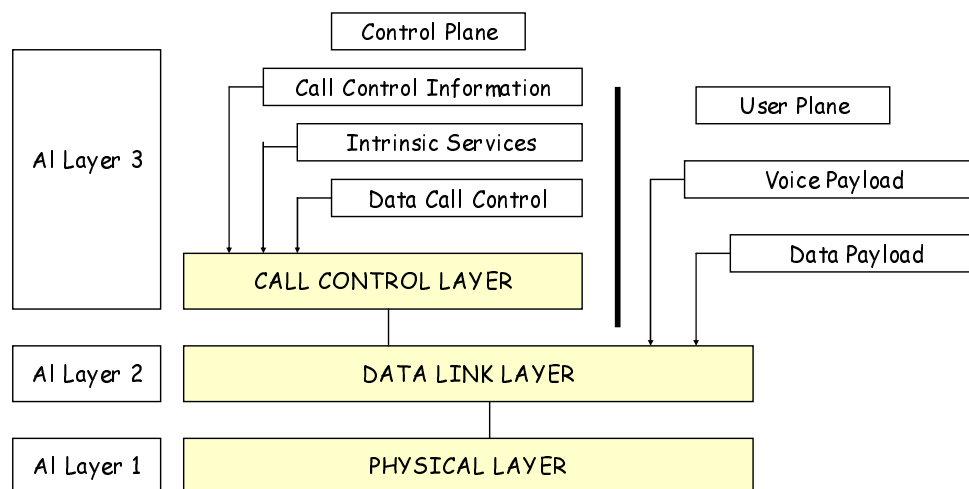 Control Plane
Call Control Information
User Plane
Intrinsic Services
AI Layer 3
Voice Payload
Data Call Control
Data Payload
CALL CONTROL LAYER
AI Layer 2
DATA LINK LAYER
AI Layer 1
PHYSICAL LAYER